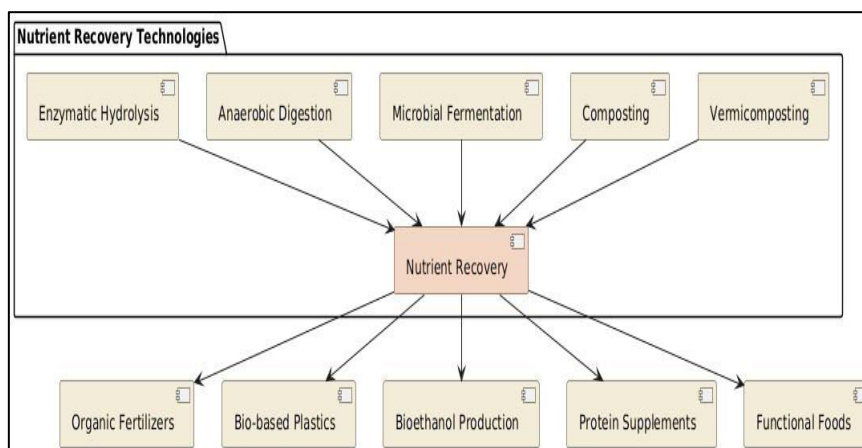 Nutrient Recovery Technologies
Enzymatic Hydrolysis
Anaerobic Digestion
Microbial Fermentation
Composting
Vermicomposting
Nutrient Recovery
Organic Fertilizers
Bio-based Plastics
Bioethanol Production
Protein Supplements
Functional Foods